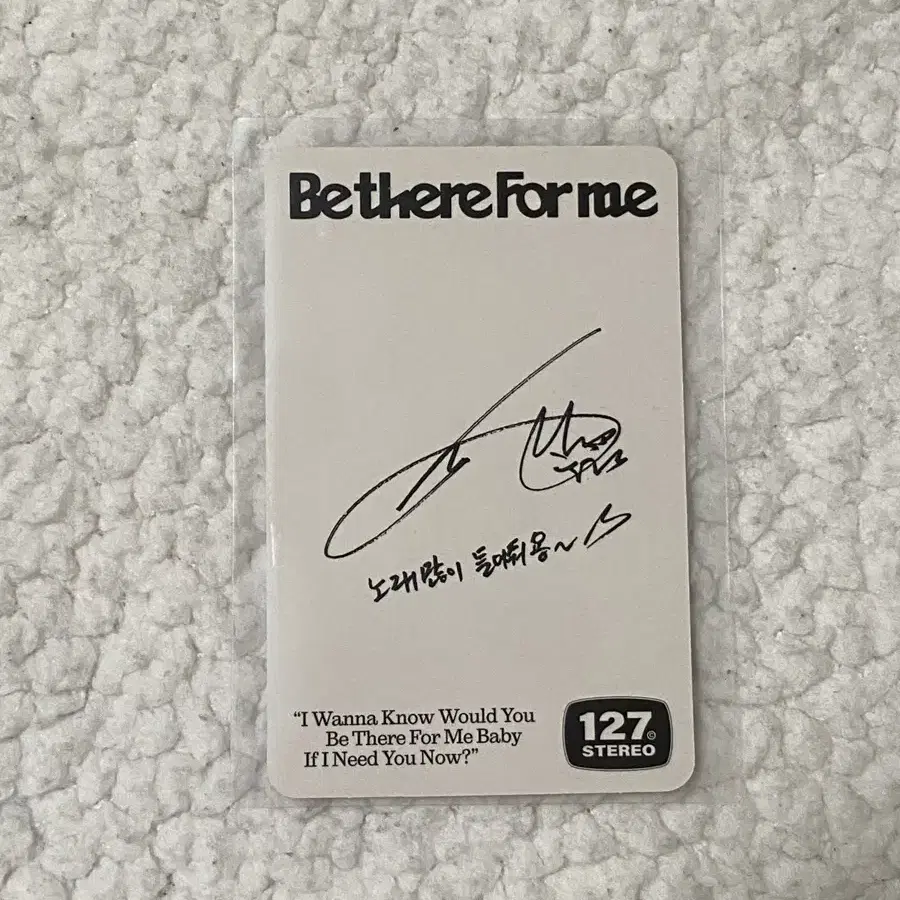 Be there For me
노래 많이 들어줘용~
“I Wanna Know Would You
Be There For Me Baby
If I Need You Now?”
127©
STEREO